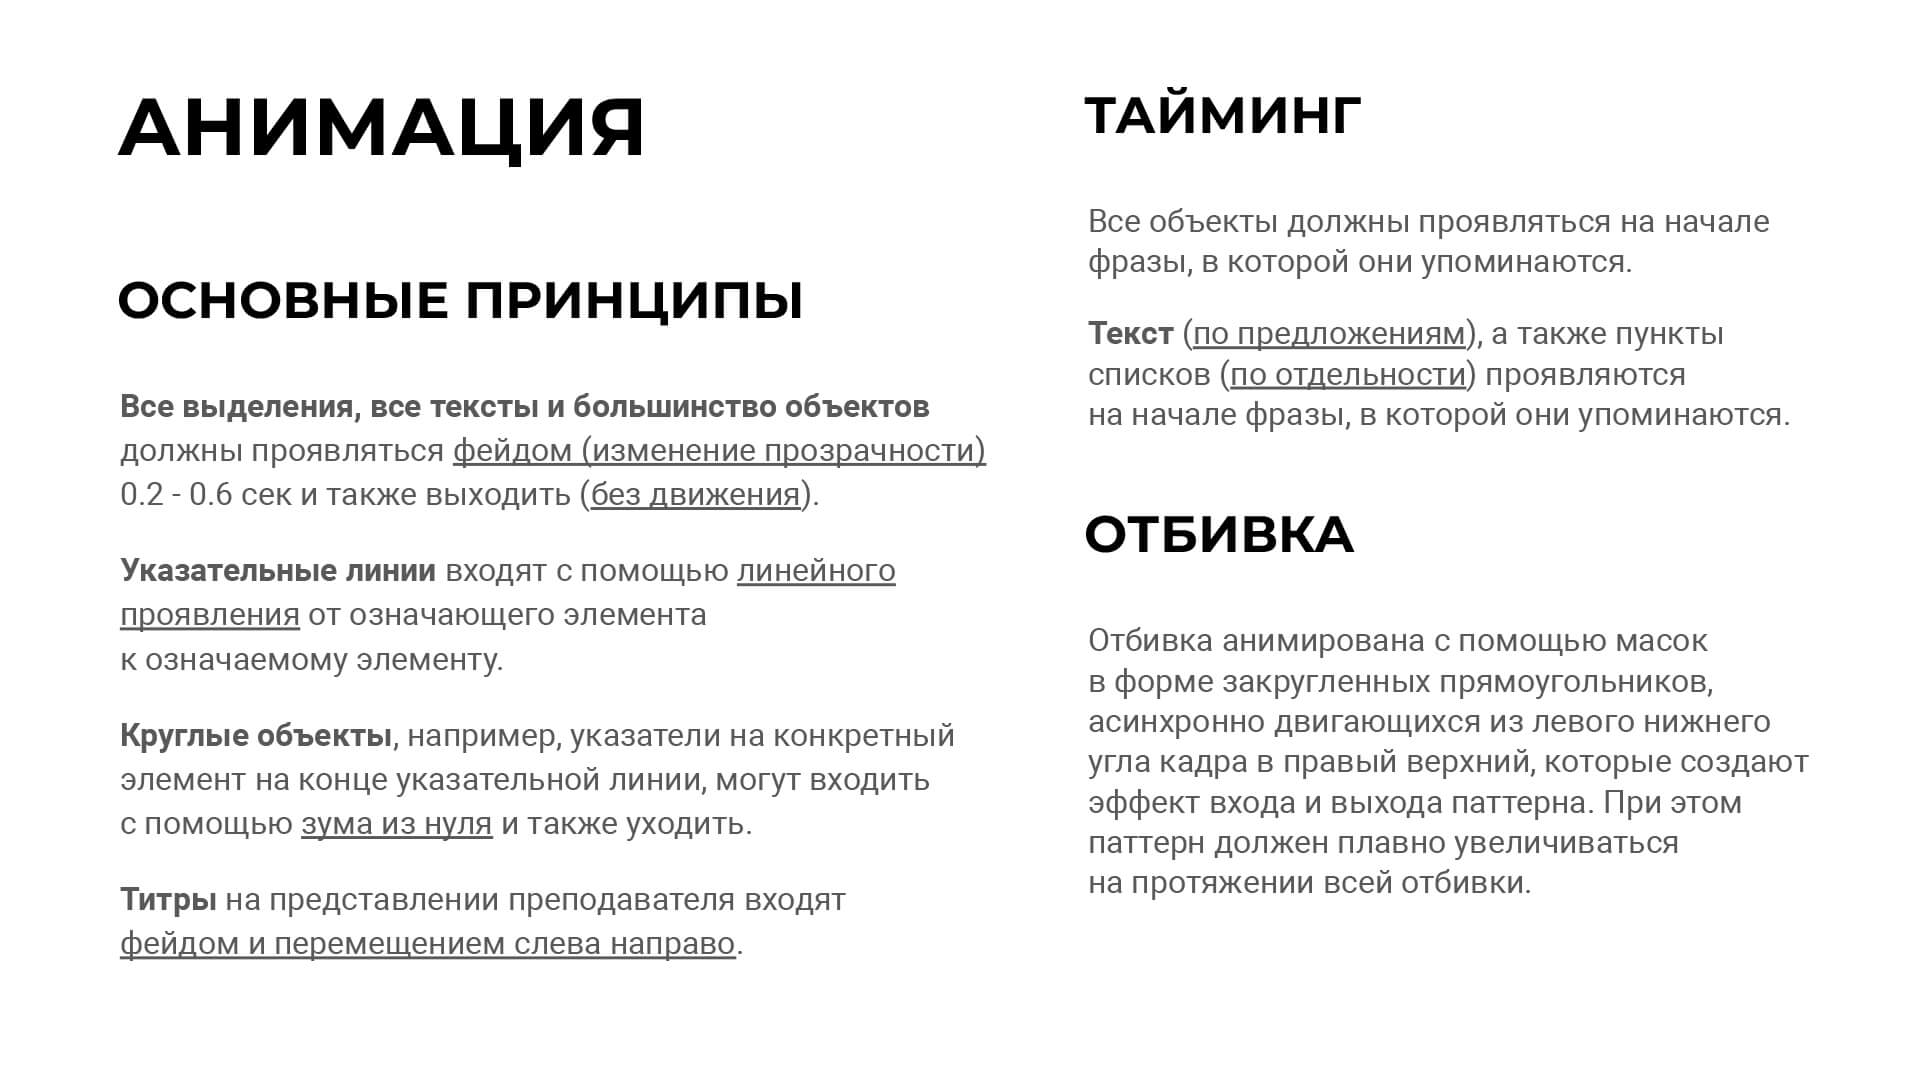 АНИМАЦИЯ
ОСНОВНЫЕ ПРИНЦИПЫ
Все выделения, все тексты и большинство объектов
должны проявляться фейдом (изменение прозрачности)
0.2 - 0.6 сек и также выходить (без движения).
Указательные линии входят с помощью линейного
проявления от означающего элемента
к означаемому элементу.
Круглые объекты, например, указатели на конкретный
элемент на конце указательной линии, могут входить
с помощью зума из нуля и также уходить.
Титры на представлении преподавателя входят
фейдом и перемещением слева направо.
ТАЙМИНГ
Все объекты должны проявляться на начале
фразы, в которой они упоминаются.
Текст (по предложениям), а также пункты
списков (по отдельности) проявляются
на начале фразы, в которой они упоминаются.
ОТБИВКА
Отбивка анимирована с помощью масок
в форме закругленных прямоугольников,
асинхронно двигающихся из левого нижнего
угла кадра в правый верхний, которые создают
эффект входа и выхода паттерна. При этом
паттерн должен плавно увеличиваться
на протяжении всей отбивки.